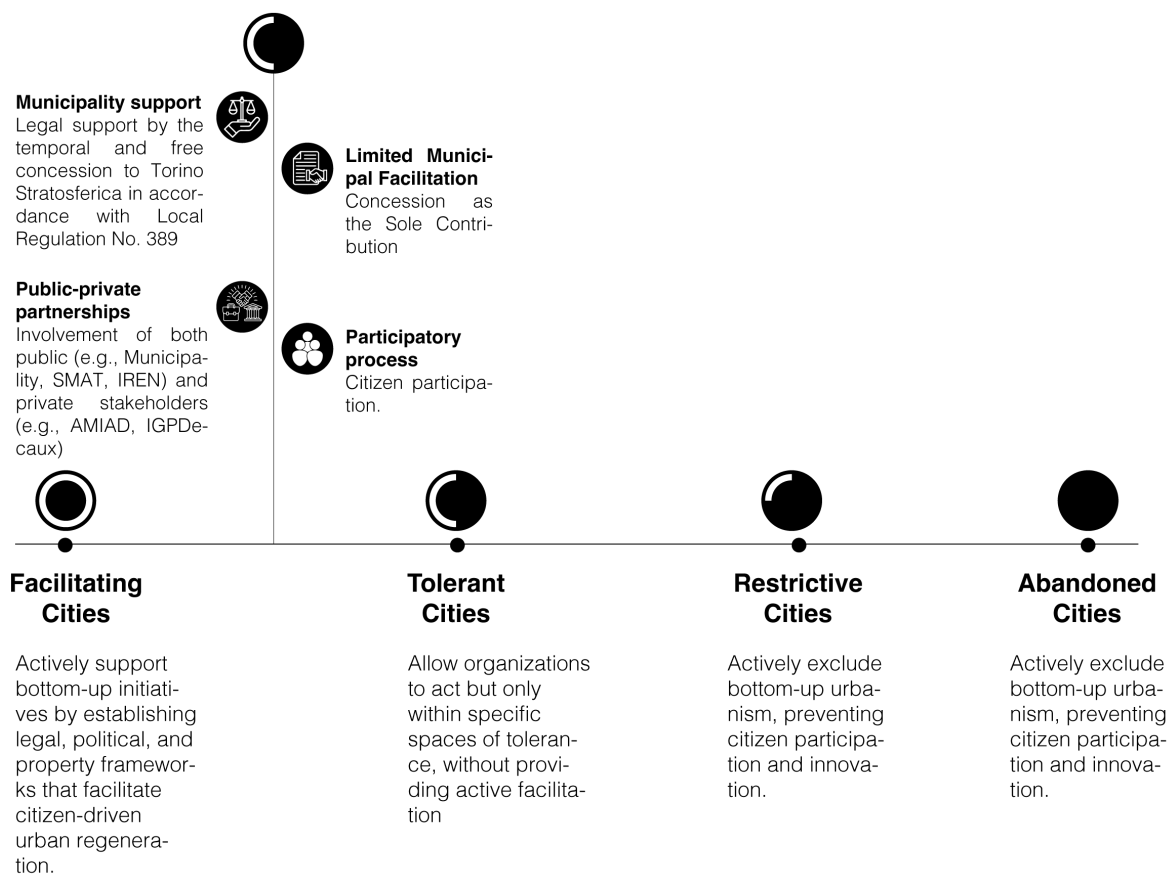 Municipality support
Legal support by the
temporal and free
concession to Torino
Stratosferica in accor-
dance with Local
Regulation No. 389
Limited Munici-
pal Facilitation
Concession as
the Sole Contri-
bution
Public-private
partnerships
Involvement of both
public (e.g., Municipa-
lity, SMAT, IREN) and
private stakeholders
(e.g., AMIAD, IGPDe-
caux)
Participatory
process
Citizen participa-
tion.
Facilitating
Cities
Actively support
bottom-up initiati-
ves by establishing
legal, political, and
property framewor-
ks that facilitate
citizen-driven
urban regenera-
tion.
Tolerant
Cities
Allow organizations
to act but only
within specific
spaces of toleran-
ce, without provi-
ding active facilita-
tion
Restrictive
Cities
Actively exclude
bottom-up urba-
nism, preventing
citizen participa-
tion and innova-
tion.
Abandoned
Cities
Actively exclude
bottom-up urba-
nism, preventing
citizen participa-
tion and innova-
tion.